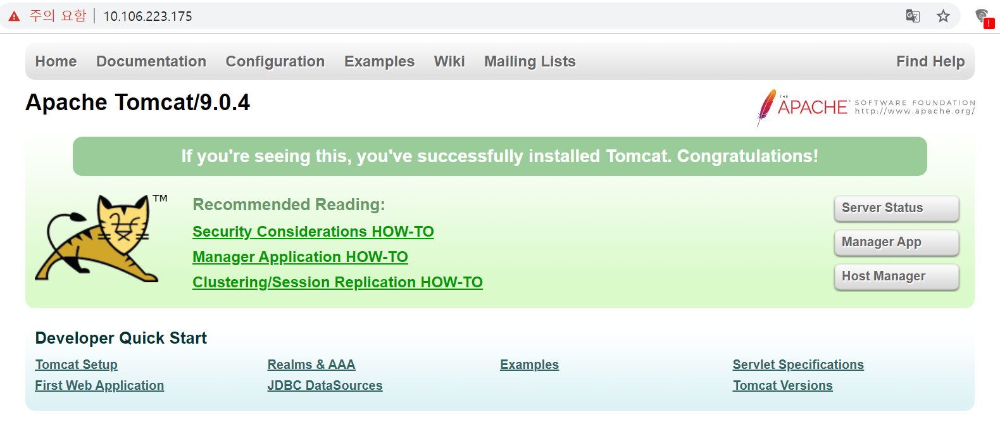 주의 요함 10.106.223.175
Home Documentation Configuration Examples Wiki Mailing Lists Find Help
Apache Tomcat/9.0.4
THE APACHE SOFTWARE FOUNDATION
http://www.apache.org/
If you're seeing this, you've successfully installed Tomcat. Congratulations!
TM
Recommended Reading:
Security Considerations HOW-TO
Manager Application HOW-TO
Clustering/Session Replication HOW-TO
Server Status
Manager App
Host Manager
Developer Quick Start
Tomcat Setup
First Web Application
Realms & AAA
JDBC DataSources
Examples
Servlet Specifications
Tomcat Versions